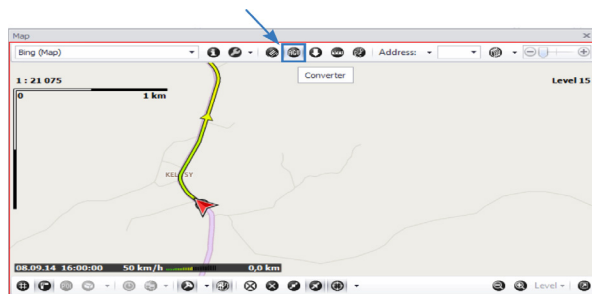 Map
Bing (Map)
Address:
Converter
1 : 21 075
Level 15
0 1 km
08.09.14 16:00:00 50 km/h 0,0 km
Level